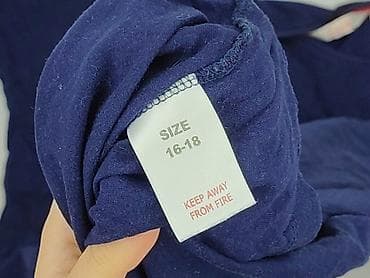 SIZE
16-18
KEEP AWAY
FROM FIRE